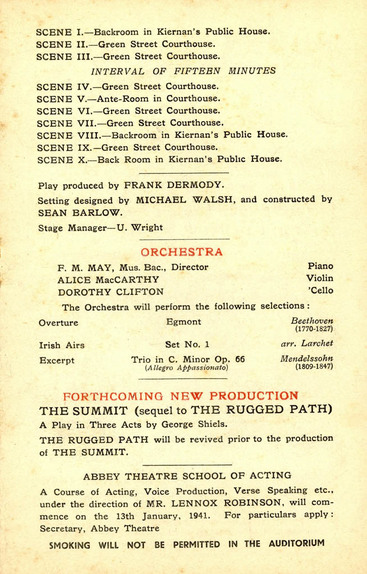 SCENE I.—Backroom in Kiernan's Public House.
SCENE II.—Green Street Courthouse.
SCENE III.—Green Street Courthouse.
INTERVAL OF FIFTEEN MINUTES
SCENE IV.—Green Street Courthouse.
SCENE V.—Ante-Room in Courthouse.
SCENE VI.—Green Street Courthouse.
SCENE VII.—Green Street Courthouse.
SCENE VIII.—Backroom in Kiernan's Public House.
SCENE IX.—Green Street Courthouse.
SCENE X.—Back Room in Kiernan's Public House.
Play produced by FRANK DERMODY.
Setting designed by MICHAEL WALSH, and constructed by
SEAN BARLOW.
Stage Manager—U. Wright
ORCHESTRA
F. M. MAY, Mus. Bac., Director Piano
ALICE MacCARTHY Violin
DOROTHY CLIFTON 'Cello
The Orchestra will perform the following selections:
Overture Egmont Beethoven
(1770-1827)
Irish Airs Set No. 1 arr. Larchet
Excerpt Trio in C. Minor Op. 66 Mendelssohn
(Allegro Appassionato) (1809-1847)
FORTHCOMING NEW PRODUCTION
THE SUMMIT (sequel to THE RUGGED PATH)
A Play in Three Acts by George Shiels.
THE RUGGED PATH will be revived prior to the production
of THE SUMMIT.
ABBEY THEATRE SCHOOL OF ACTING
A Course of Acting, Voice Production, Verse Speaking etc.,
under the direction of MR. LENNOX ROBINSON, will com-
mence on the 13th January, 1941. For particulars apply:
Secretary, Abbey Theatre
SMOKING WILL NOT BE PERMITTED IN THE AUDITORIUM